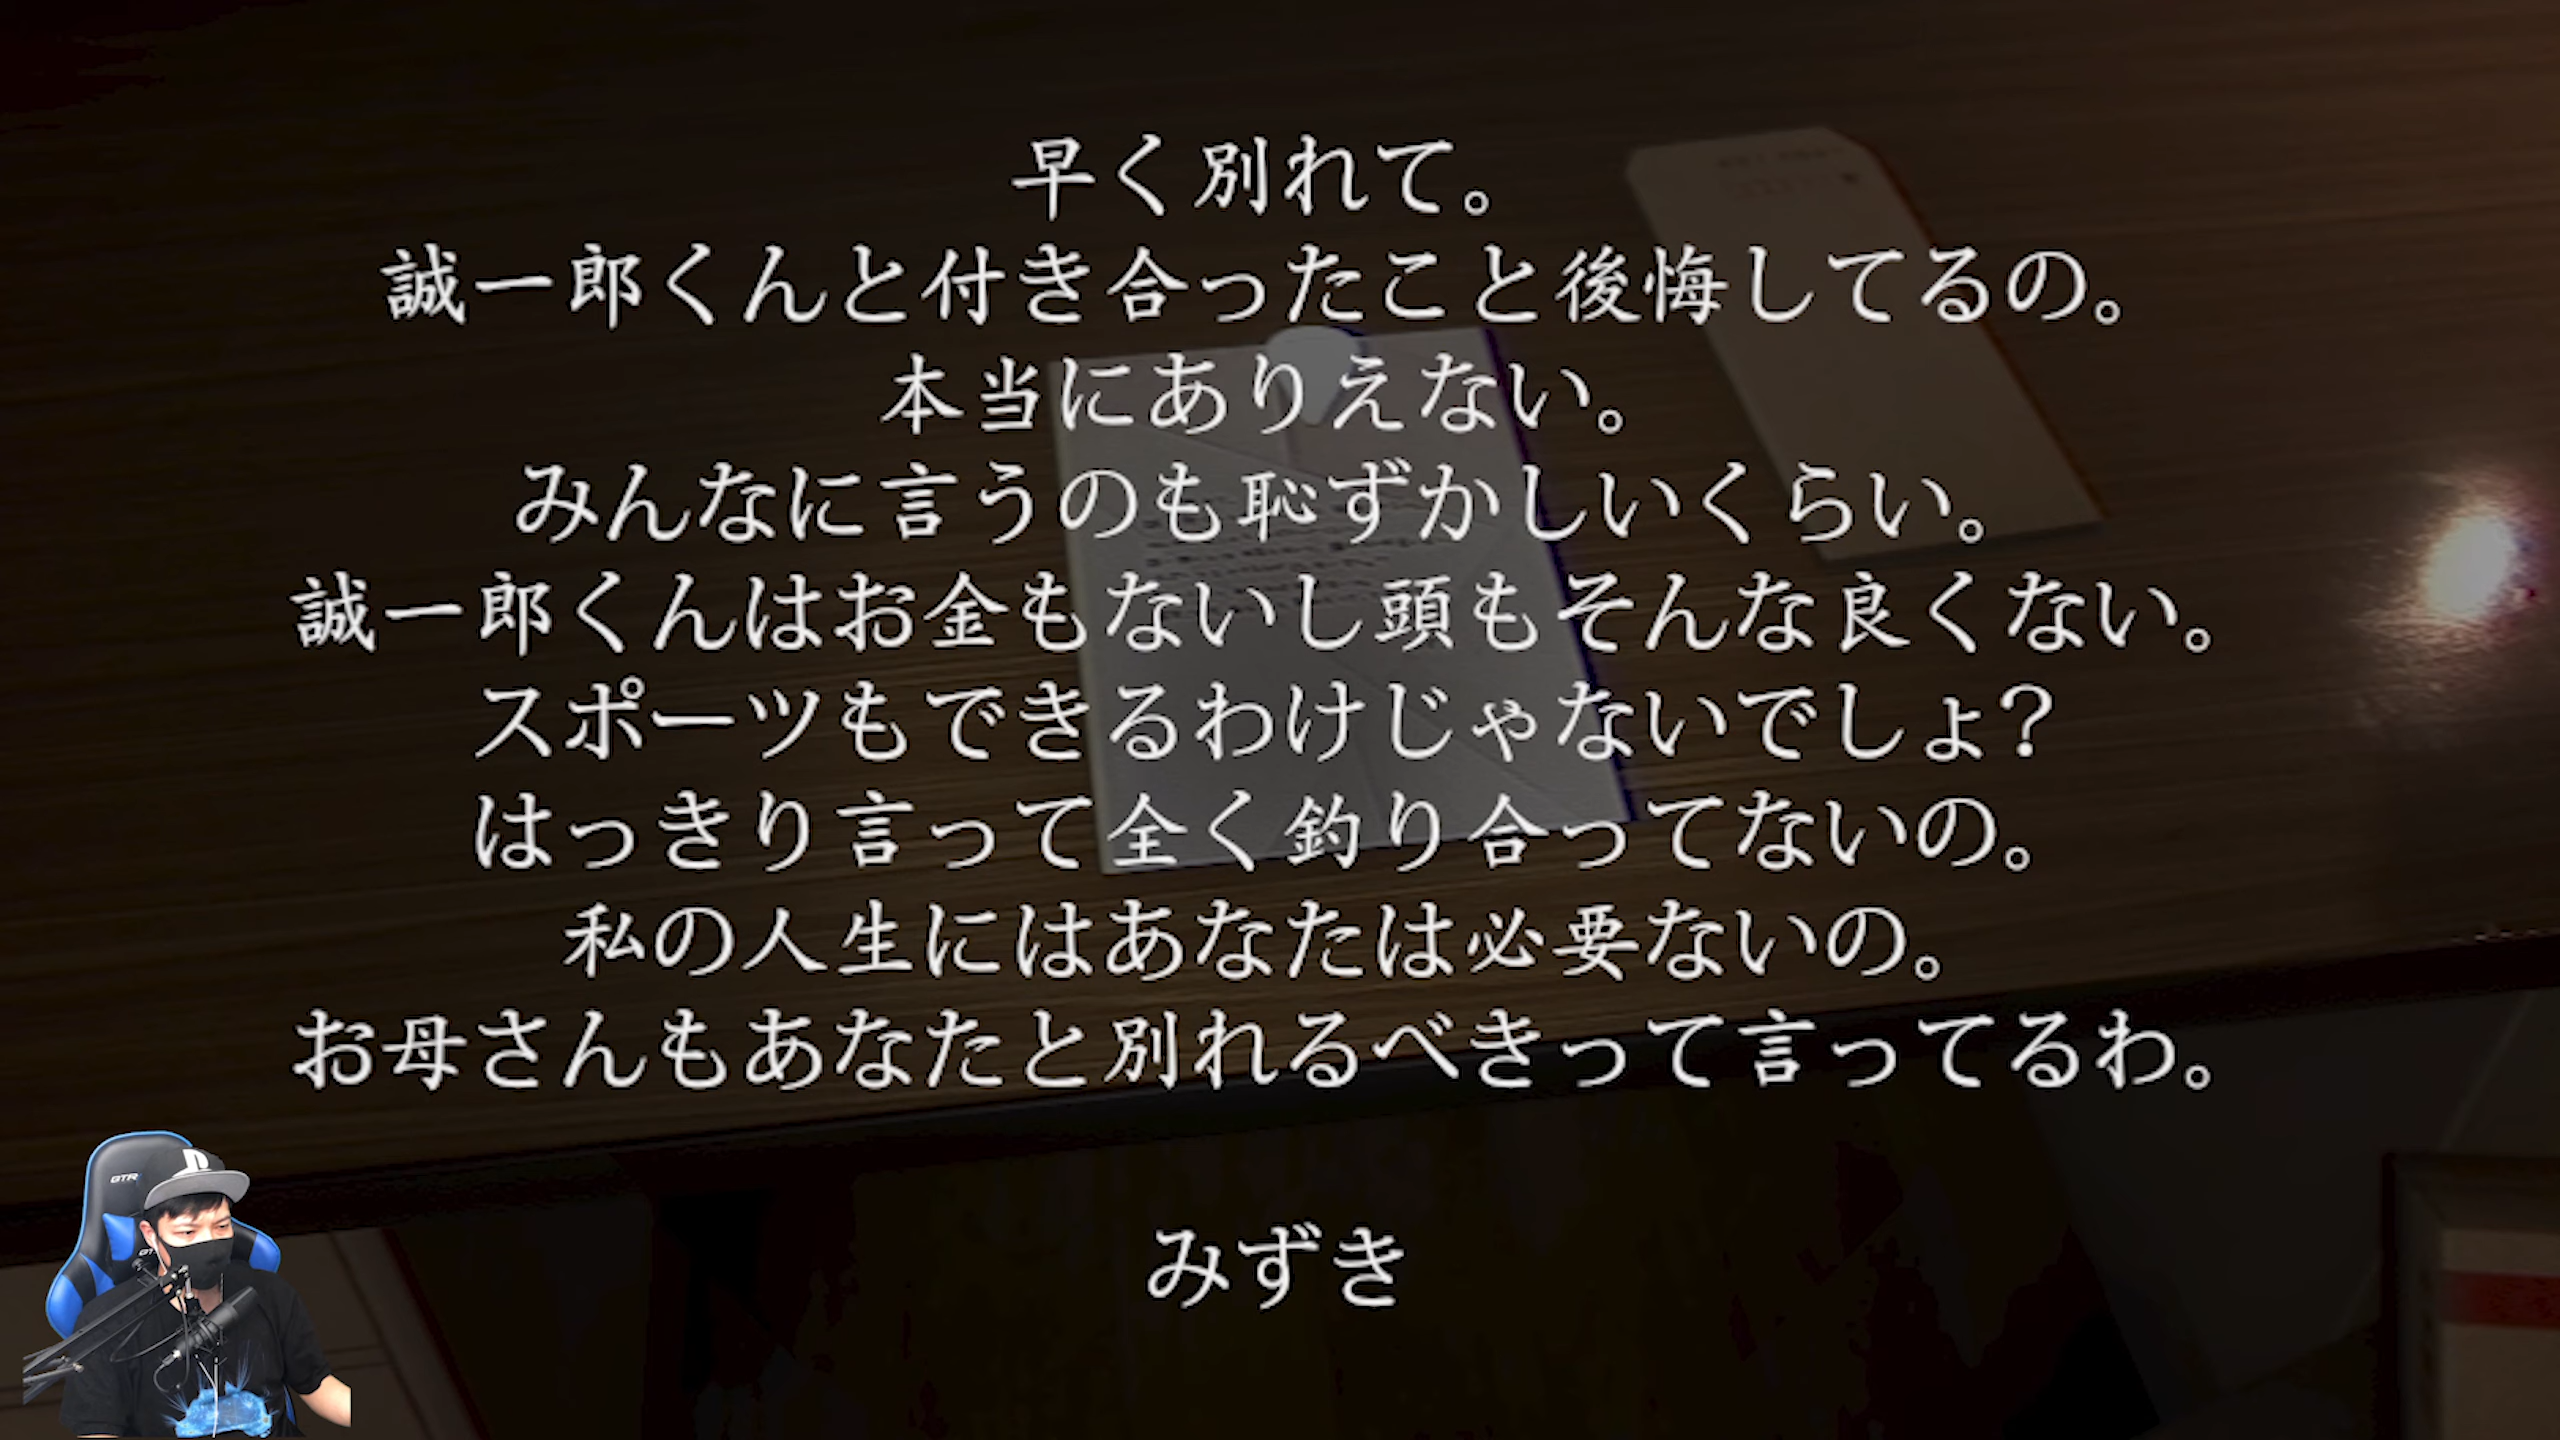 早く別れて。
誠一郎くんと付き合ったこと後悔してるの。
本当にありえない。
みんなに言うのも恥ずかしいくらい。
誠一郎くんはお金もないし頭もそんな良くない。
スポーツもできるわけじゃないでしょ？
はっきり言って全く釣り合ってないの。
私の人生にはあなたは必要ないの。
お母さんもあなたと別れるべきって言ってるわ。
みずき
GTR